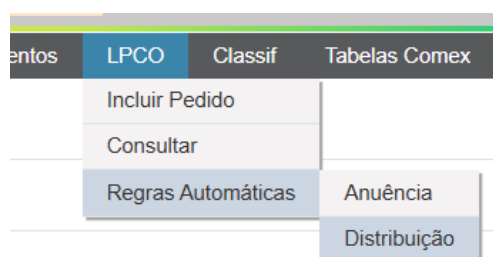 entos LPCO Classif Tabelas Comex
Incluir Pedido
Consultar
Regras Automáticas Anuência
Distribuição